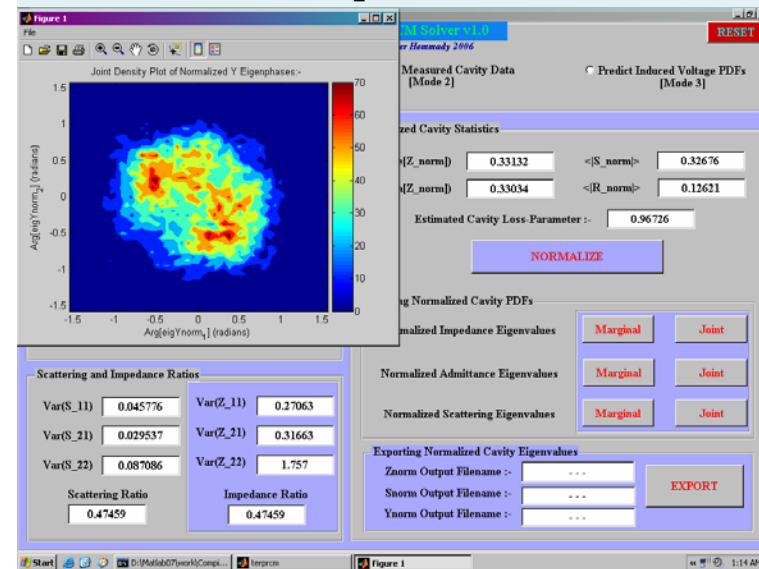 Figure 1
File
Joint Density Plot of Normalized Y Eigenphases:-
Arg[eigYnorm2] (radians)
1.5
1
0.5
0
-0.5
-1
-1.5
-1.5 -1 -0.5 0 0.5 1 1.5
Arg[eigYnorm1] (radians)
70
60
50
40
30
20
10
0
Solver v1.0
Hemmady 2006
RESET
Measured Cavity Data
[Mode 2]
Predict Induced Voltage PDFs
[Mode 3]
Cavity Statistics
[Z_norm]) 0.33132 <|S_norm|> 0.32676
[Z_norm]) 0.33034 <|R_norm|> 0.12621
Estimated Cavity Loss-Parameter :- 0.96726
NORMALIZE
Normalized Cavity PDFs
Impedance Eigenvalues Marginal Joint
Normalized Admittance Eigenvalues Marginal Joint
Normalized Scattering Eigenvalues Marginal Joint
Scattering and Impedance Ratios
Var(S_11) 0.045776 Var(Z_11) 0.27063
Var(S_21) 0.029537 Var(Z_21) 0.31663
Var(S_22) 0.087086 Var(Z_22) 1.757
Scattering Ratio Impedance Ratio
0.47459 0.47459
Exporting Normalized Cavity Eigenvalues
Znorm Output Filename :- ---
Snorm Output Filename :- ---
Ynorm Output Filename :- ---
EXPORT
Start D:\Matlab07\work\Compi... terprcm Figure 1 1:14 AM